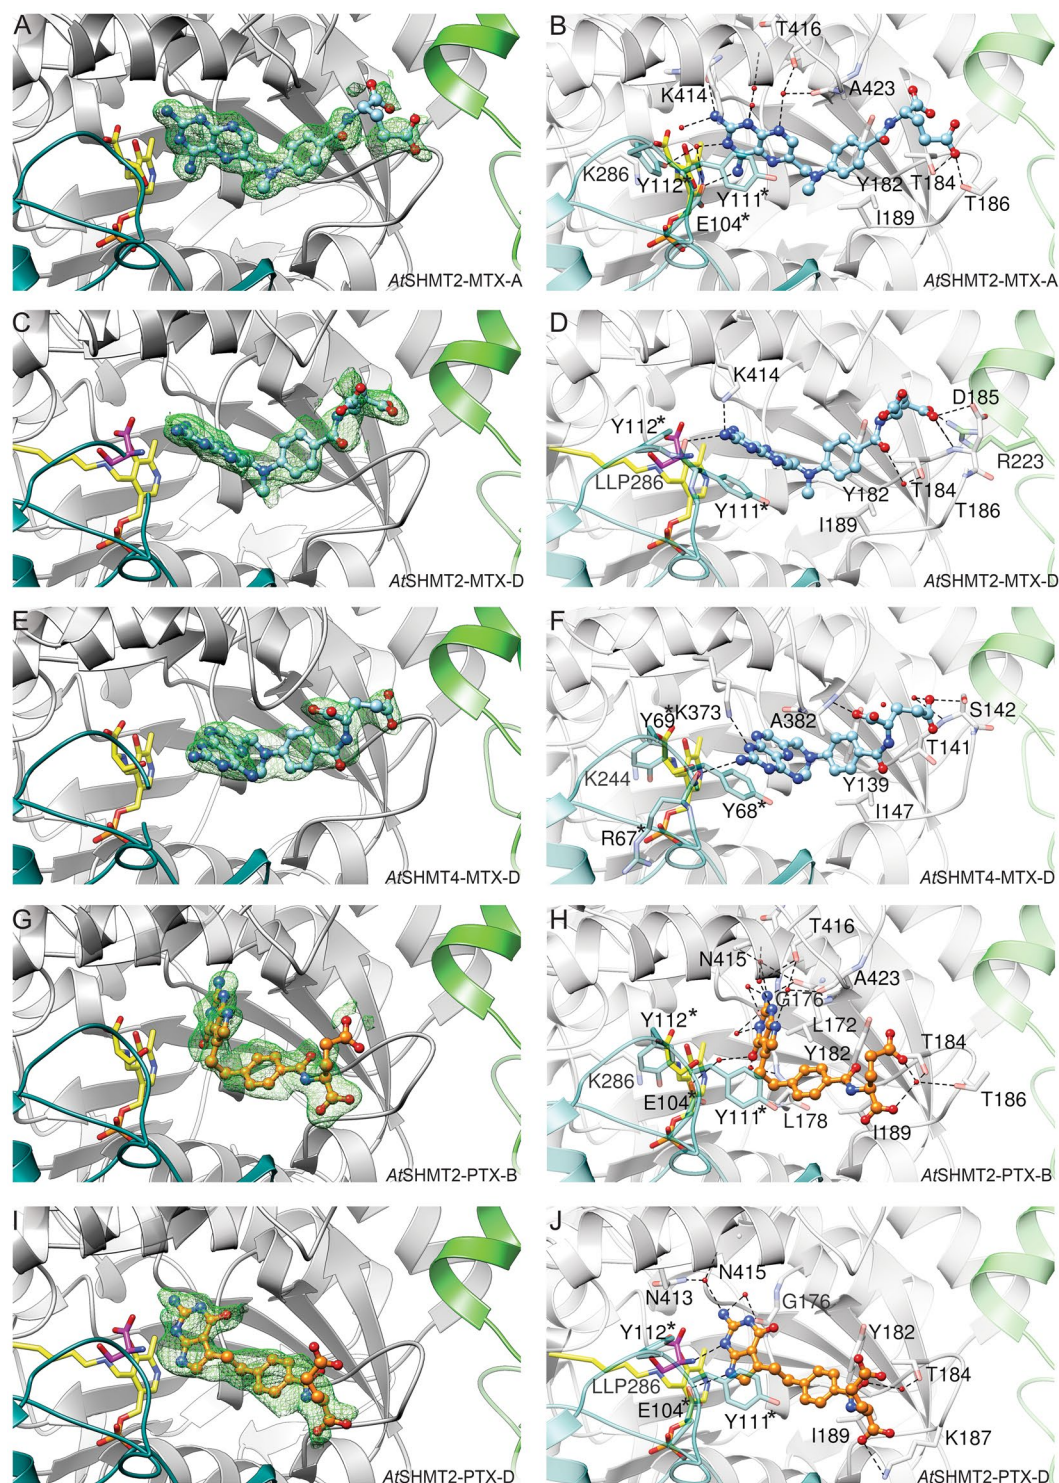 A
AtSHMT2-MTX-A
B
T416
K414
A423
K286
Y112*
Y111*
E104*
Y182
T184
I189
T186
AtSHMT2-MTX-A
C
AtSHMT2-MTX-D
D
K414
D185
Y112*
R223
LLP286
Y182
T184
Y111*
I189
T186
AtSHMT2-MTX-D
E
AtSHMT4-MTX-D
F
Y69*
K373
A382
S142
T141
K244
Y139
Y68*
I147
R67*
AtSHMT4-MTX-D
G
AtSHMT2-PTX-B
H
T416
N415
A423
G176
Y112*
L172
Y182
T184
K286
E104*
Y111*
L178
T186
I189
AtSHMT2-PTX-B
I
AtSHMT2-PTX-D
J
N415
N413
G176
Y112*
Y182
T184
LLP286
E104*
Y111*
I189
K187
AtSHMT2-PTX-D